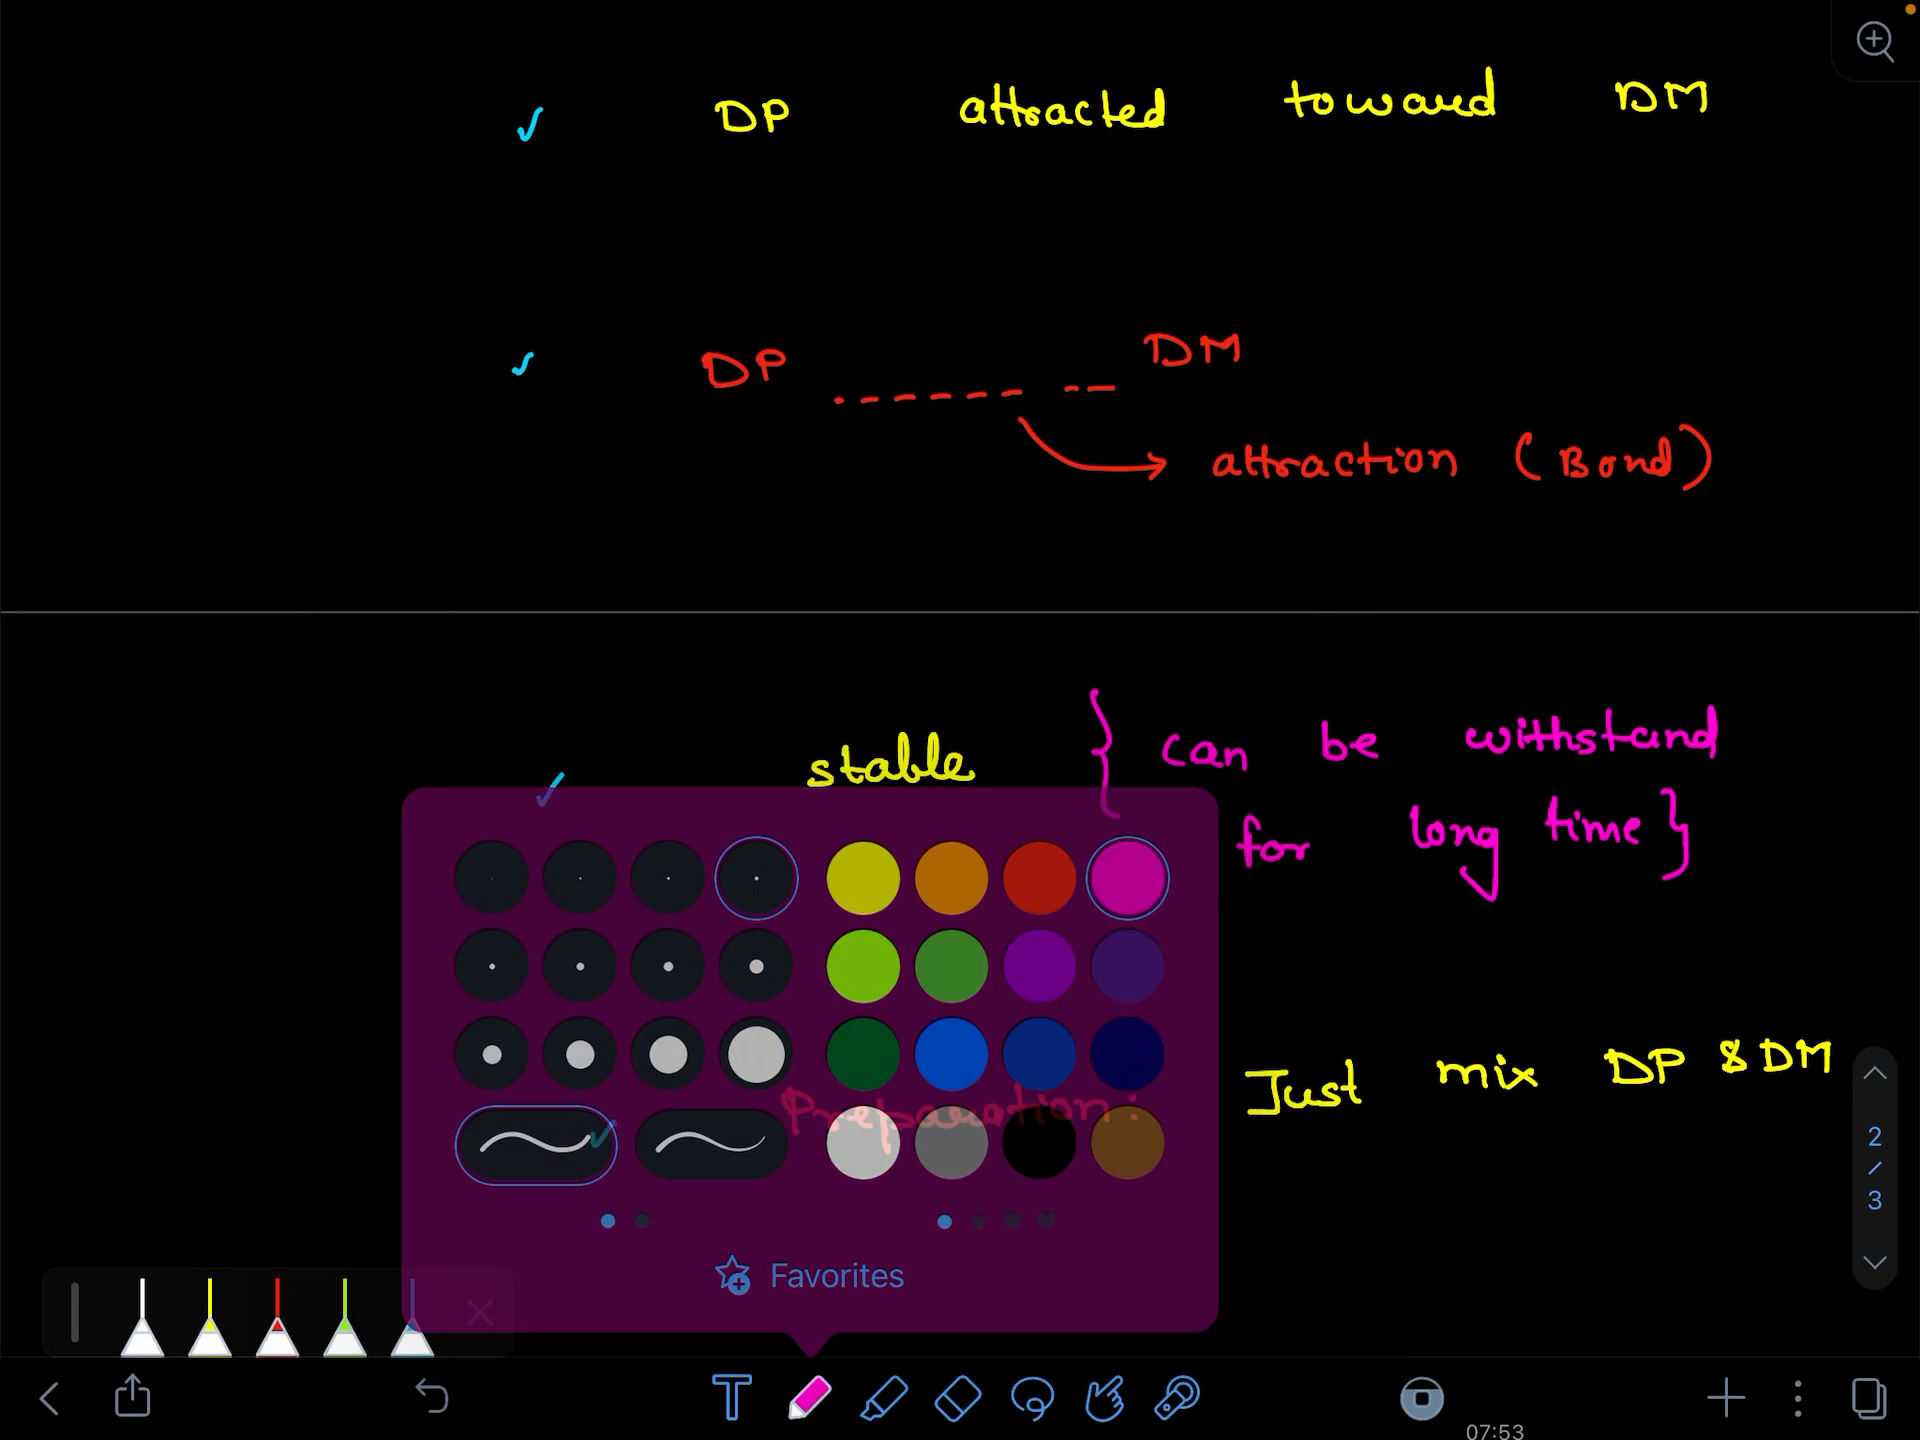 ✓ DP attracted toward DM
✓ DP ------- -- DM
attraction (Bond)
✓ stable { can be withstand
for long time }
✓ Preparation: Just mix DP & DM
2
/
3
Favorites
T
07:53